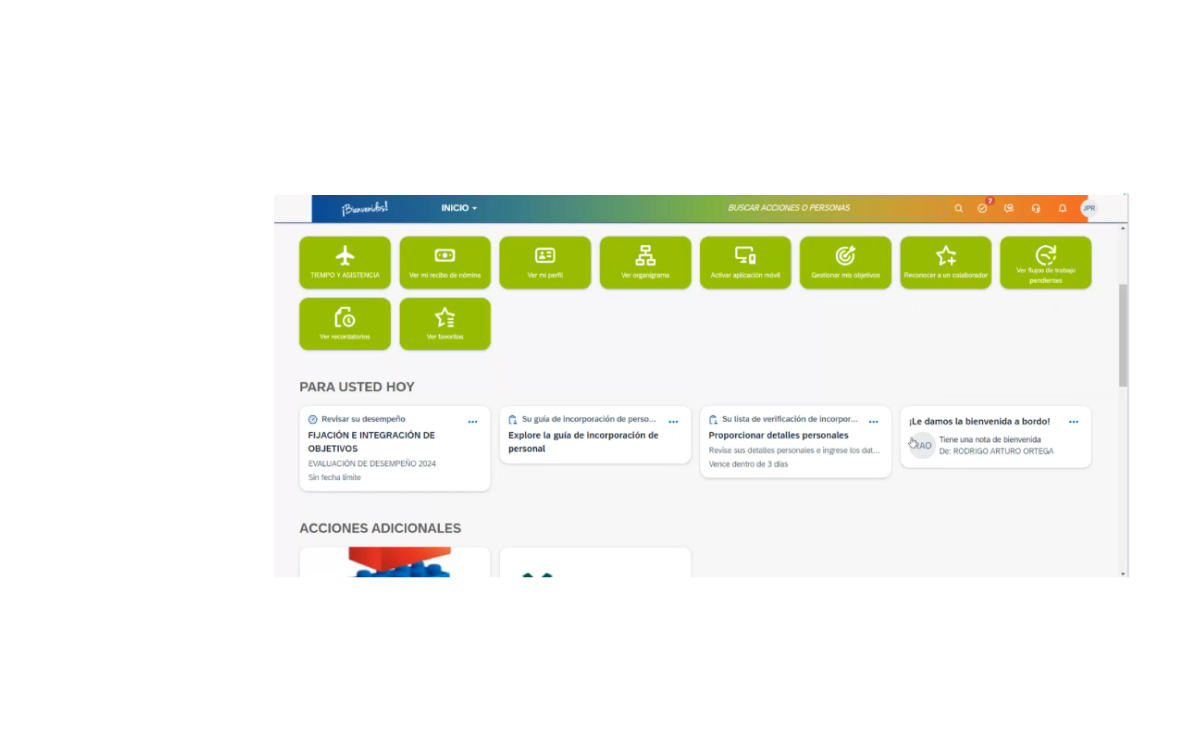 ¡Bienvenidos!
INICIO
BUSCAR ACCIONES O PERSONAS
7
JPR
TIEMPO Y ASISTENCIA
Ver mi recibo de nómina
Ver mi perfil
Ver organigrama
Activar aplicación móvil
Gestionar mis objetivos
Reconocer a un colaborador
Ver flujos de trabajo
pendientes
Ver recordatorios
Ver favoritos
PARA USTED HOY
Revisar su desempeño
FIJACIÓN E INTEGRACIÓN DE
OBJETIVOS
EVALUACIÓN DE DESEMPEÑO 2024
Sin fecha límite
Su guía de incorporación de perso...
Explore la guía de incorporación de
personal
Su lista de verificación de incorpor...
Proporcionar detalles personales
Revise sus detalles personales e ingrese los dat...
Vence dentro de 3 días
¡Le damos la bienvenida a bordo!
RAO
Tiene una nota de bienvenida
De: RODRIGO ARTURO ORTEGA
ACCIONES ADICIONALES